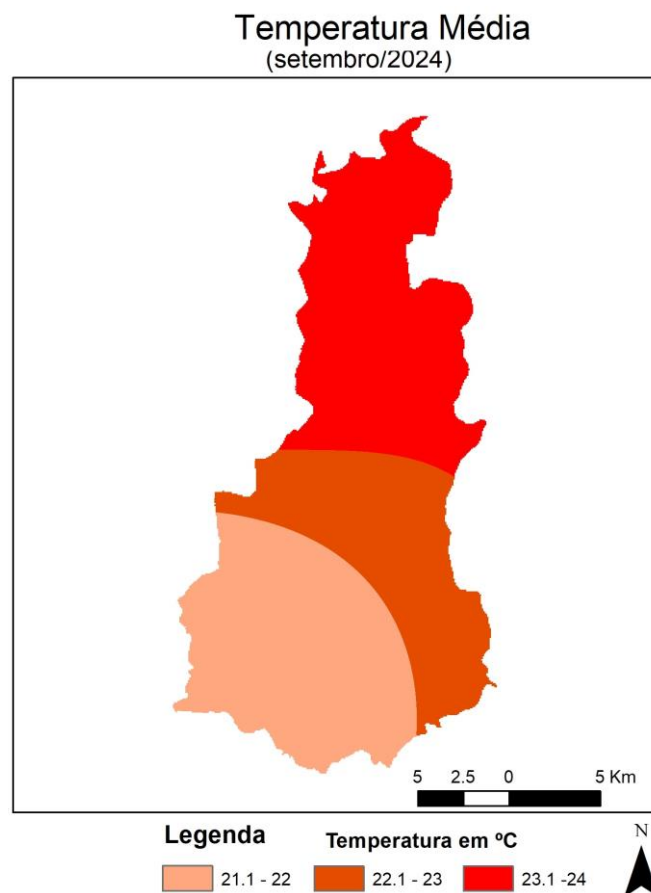 Temperatura Média
(setembro/2024)
5 2.5 0 5 Km
Legenda Temperatura em ºC N
21.1 - 22 22.1 - 23 23.1 -24